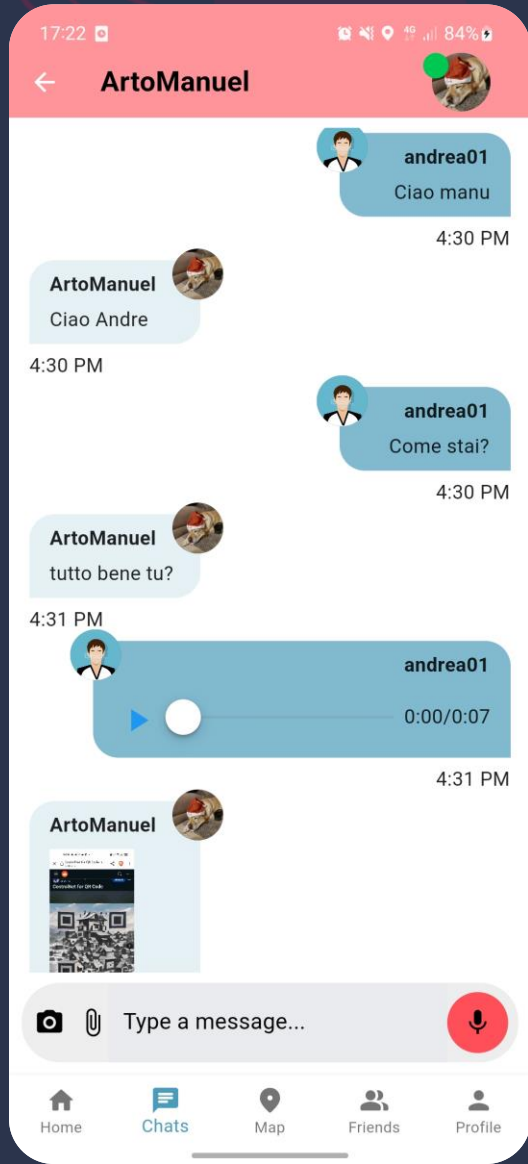 17:22 4G 84%
ArtoManuel
andrea01
Ciao manu
4:30 PM
ArtoManuel
Ciao Andre
4:30 PM
andrea01
Come stai?
4:30 PM
ArtoManuel
tutto bene tu?
4:31 PM
andrea01
0:00/0:07
4:31 PM
ArtoManuel
ControlNet for QR Code
Type a message...
Home Chats Map Friends Profile